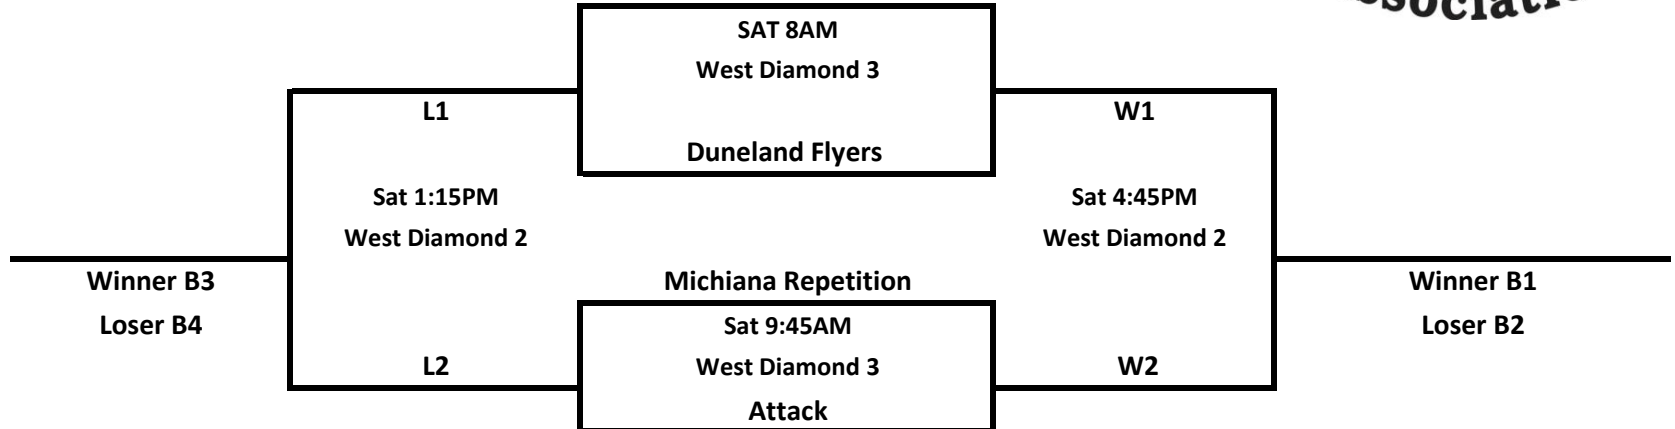 SAT 8AM
West Diamond 3
L1
W1
Duneland Flyers
Sat 1:15PM
Sat 4:45PM
West Diamond 2
West Diamond 2
Winner B3
Michiana Repetition
Winner B1
Loser B4
Sat 9:45AM
Loser B2
L2
West Diamond 3
W2
Attack